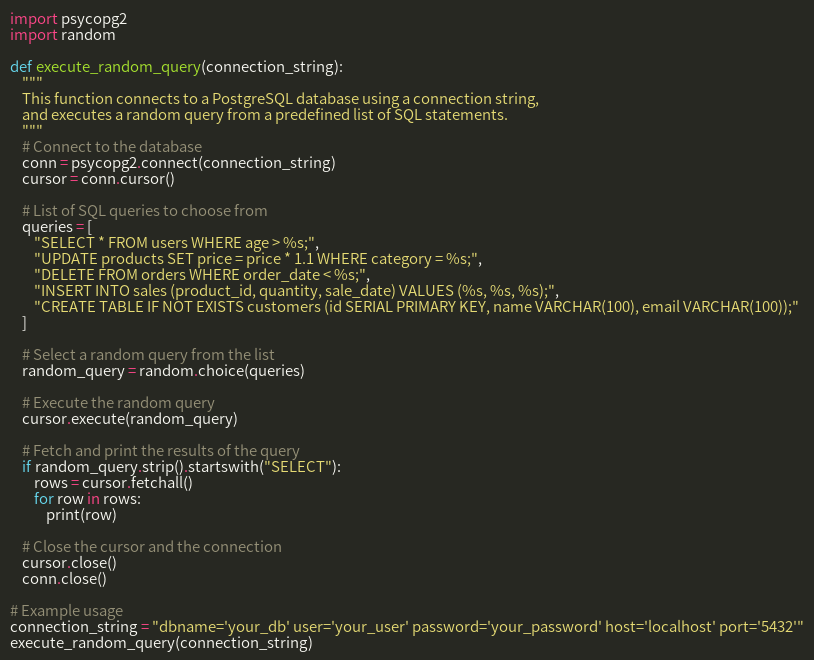 import psycopg2
import random

def execute_random_query(connection_string):
    """
    This function connects to a PostgreSQL database using a connection string,
    and executes a random query from a predefined list of SQL statements.
    """
    # Connect to the database
    conn = psycopg2.connect(connection_string)
    cursor = conn.cursor()

    # List of SQL queries to choose from
    queries = [
        "SELECT * FROM users WHERE age > %s;",
        "UPDATE products SET price = price * 1.1 WHERE category = %s;",
        "DELETE FROM orders WHERE order_date < %s;",
        "INSERT INTO sales (product_id, quantity, sale_date) VALUES (%s, %s, %s);",
        "CREATE TABLE IF NOT EXISTS customers (id SERIAL PRIMARY KEY, name VARCHAR(100), email VARCHAR(100));"
    ]

    # Select a random query from the list
    random_query = random.choice(queries)

    # Execute the random query
    cursor.execute(random_query)

    # Fetch and print the results of the query
    if random_query.strip().startswith("SELECT"):
        rows = cursor.fetchall()
        for row in rows:
            print(row)

    # Close the cursor and the connection
    cursor.close()
    conn.close()

# Example usage
connection_string = "dbname='your_db' user='your_user' password='your_password' host='localhost' port='5432'"
execute_random_query(connection_string)